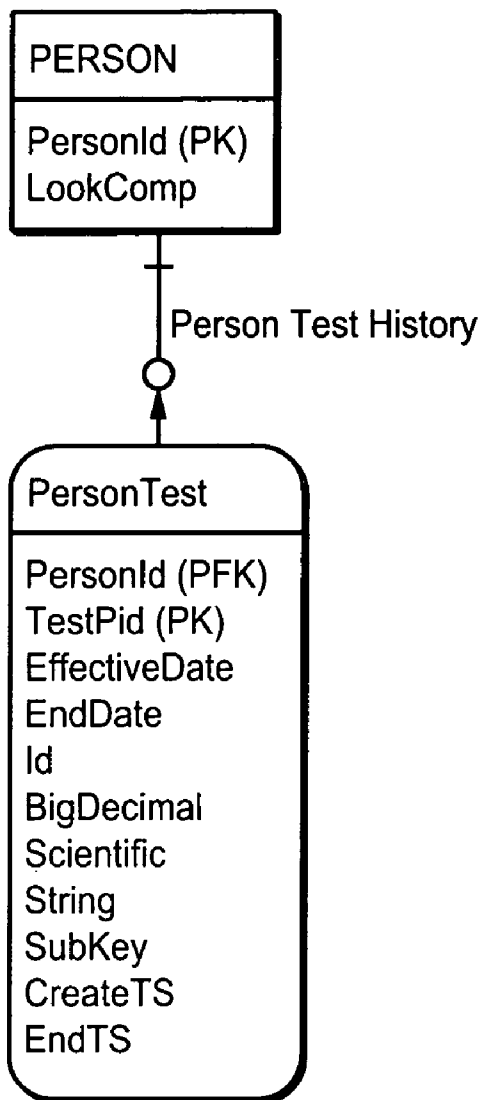 PERSON
PersonId (PK)
LookComp
Person Test History
PersonTest
PersonId (PFK)
TestPid (PK)
EffectiveDate
EndDate
Id
BigDecimal
Scientific
String
SubKey
CreateTS
EndTS